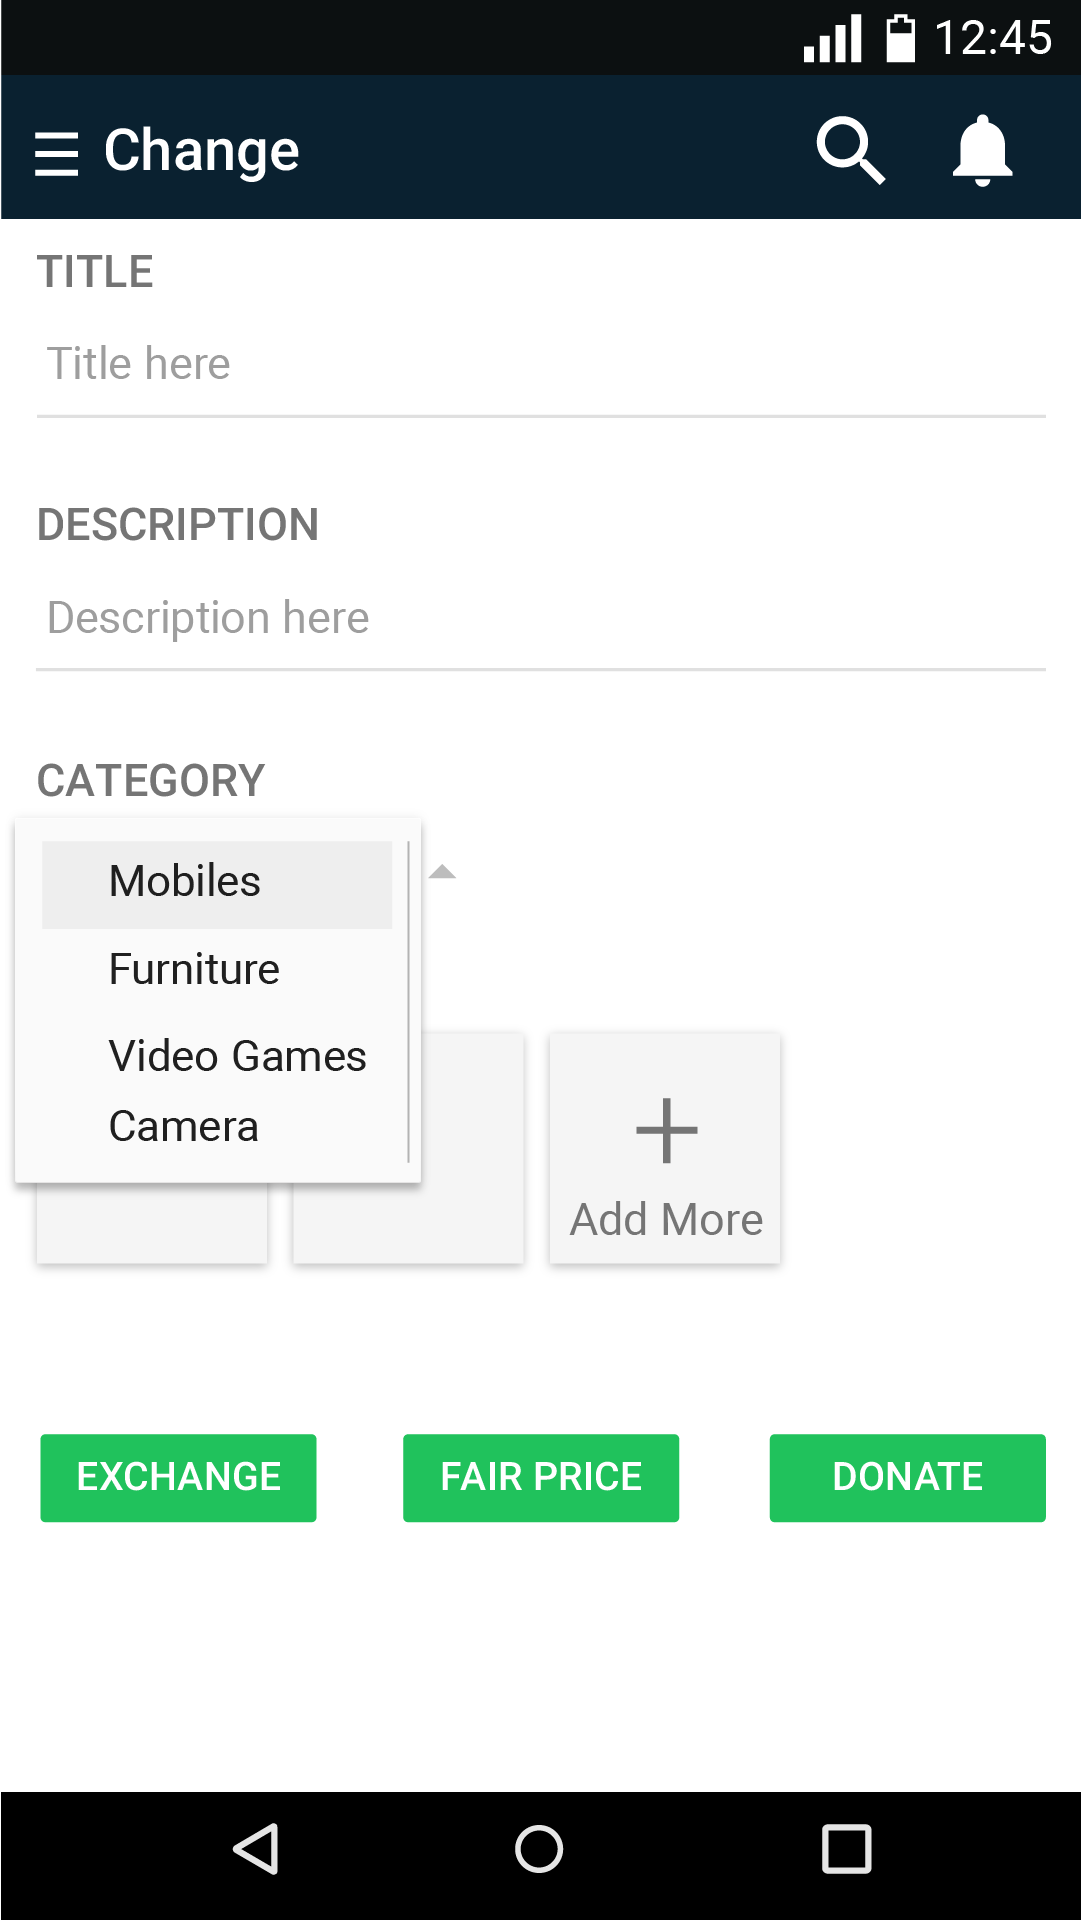 12:45
Change
TITLE
Title here
DESCRIPTION
Description here
CATEGORY
Mobiles
Furniture
Video Games
Camera
Add More
EXCHANGE FAIR PRICE DONATE